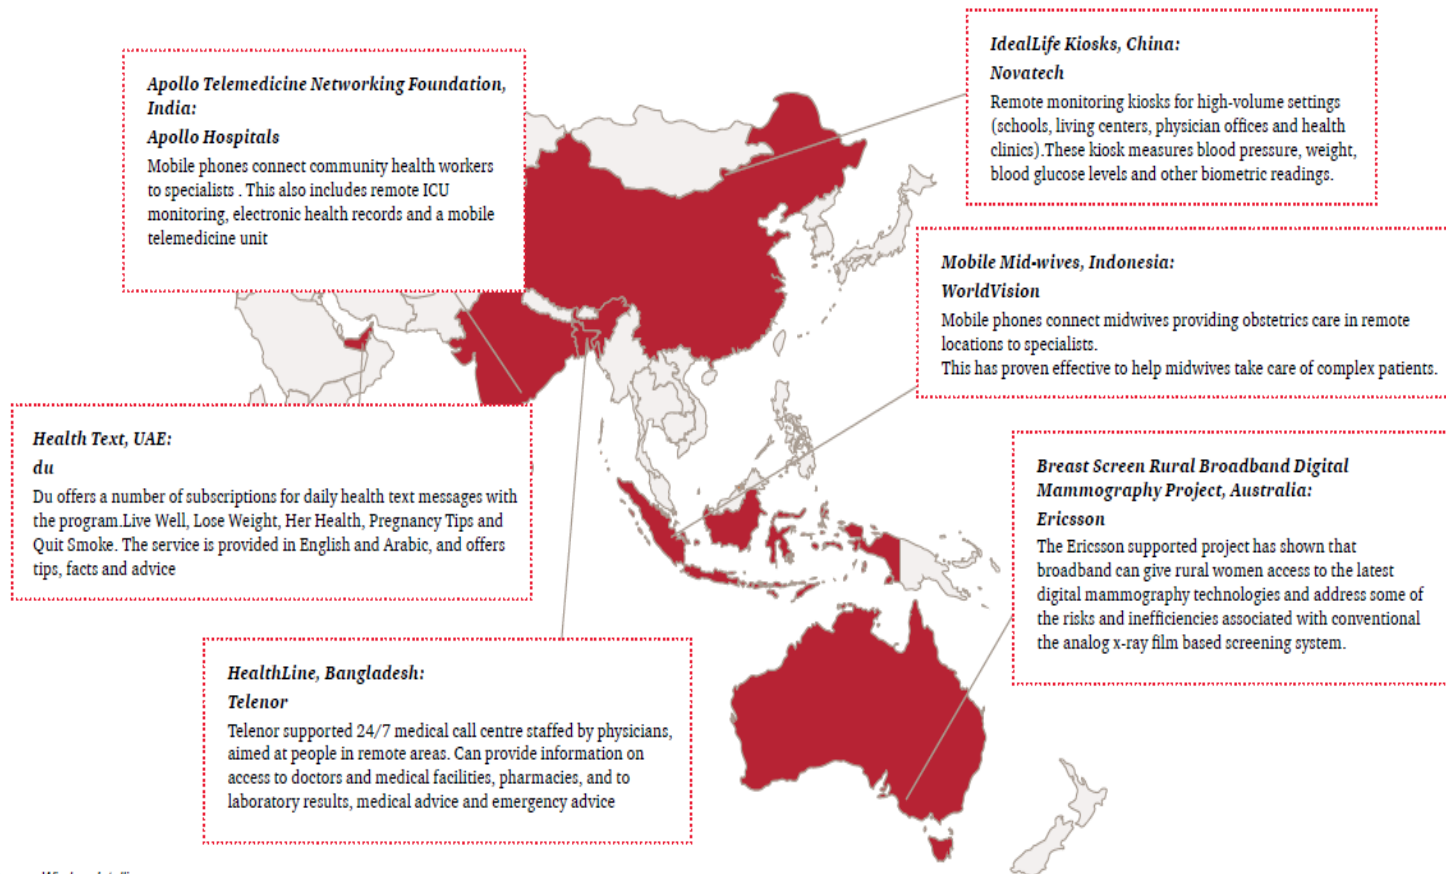 Apollo Telemedicine Networking Foundation,
India:
Apollo Hospitals
Mobile phones connect community health workers
to specialists . This also includes remote ICU
monitoring, electronic health records and a mobile
telemedicine unit
IdealLife Kiosks, China:
Novatech
Remote monitoring kiosks for high-volume settings
(schools, living centers, physician offices and health
clinics).These kiosk measures blood pressure, weight,
blood glucose levels and other biometric readings.
Mobile Mid-wives, Indonesia:
WorldVision
Mobile phones connect midwives providing obstetrics care in remote
locations to specialists.
This has proven effective to help midwives take care of complex patients.
Health Text, UAE:
du
Du offers a number of subscriptions for daily health text messages with
the program.Live Well, Lose Weight, Her Health, Pregnancy Tips and
Quit Smoke. The service is provided in English and Arabic, and offers
tips, facts and advice
Breast Screen Rural Broadband Digital
Mammography Project, Australia:
Ericsson
The Ericsson supported project has shown that
broadband can give rural women access to the latest
digital mammography technologies and address some of
the risks and inefficiencies associated with conventional
the analog x-ray film based screening system.
HealthLine, Bangladesh:
Telenor
Telenor supported 24/7 medical call centre staffed by physicians,
aimed at people in remote areas. Can provide information on
access to doctors and medical facilities, pharmacies, and to
laboratory results, medical advice and emergency advice